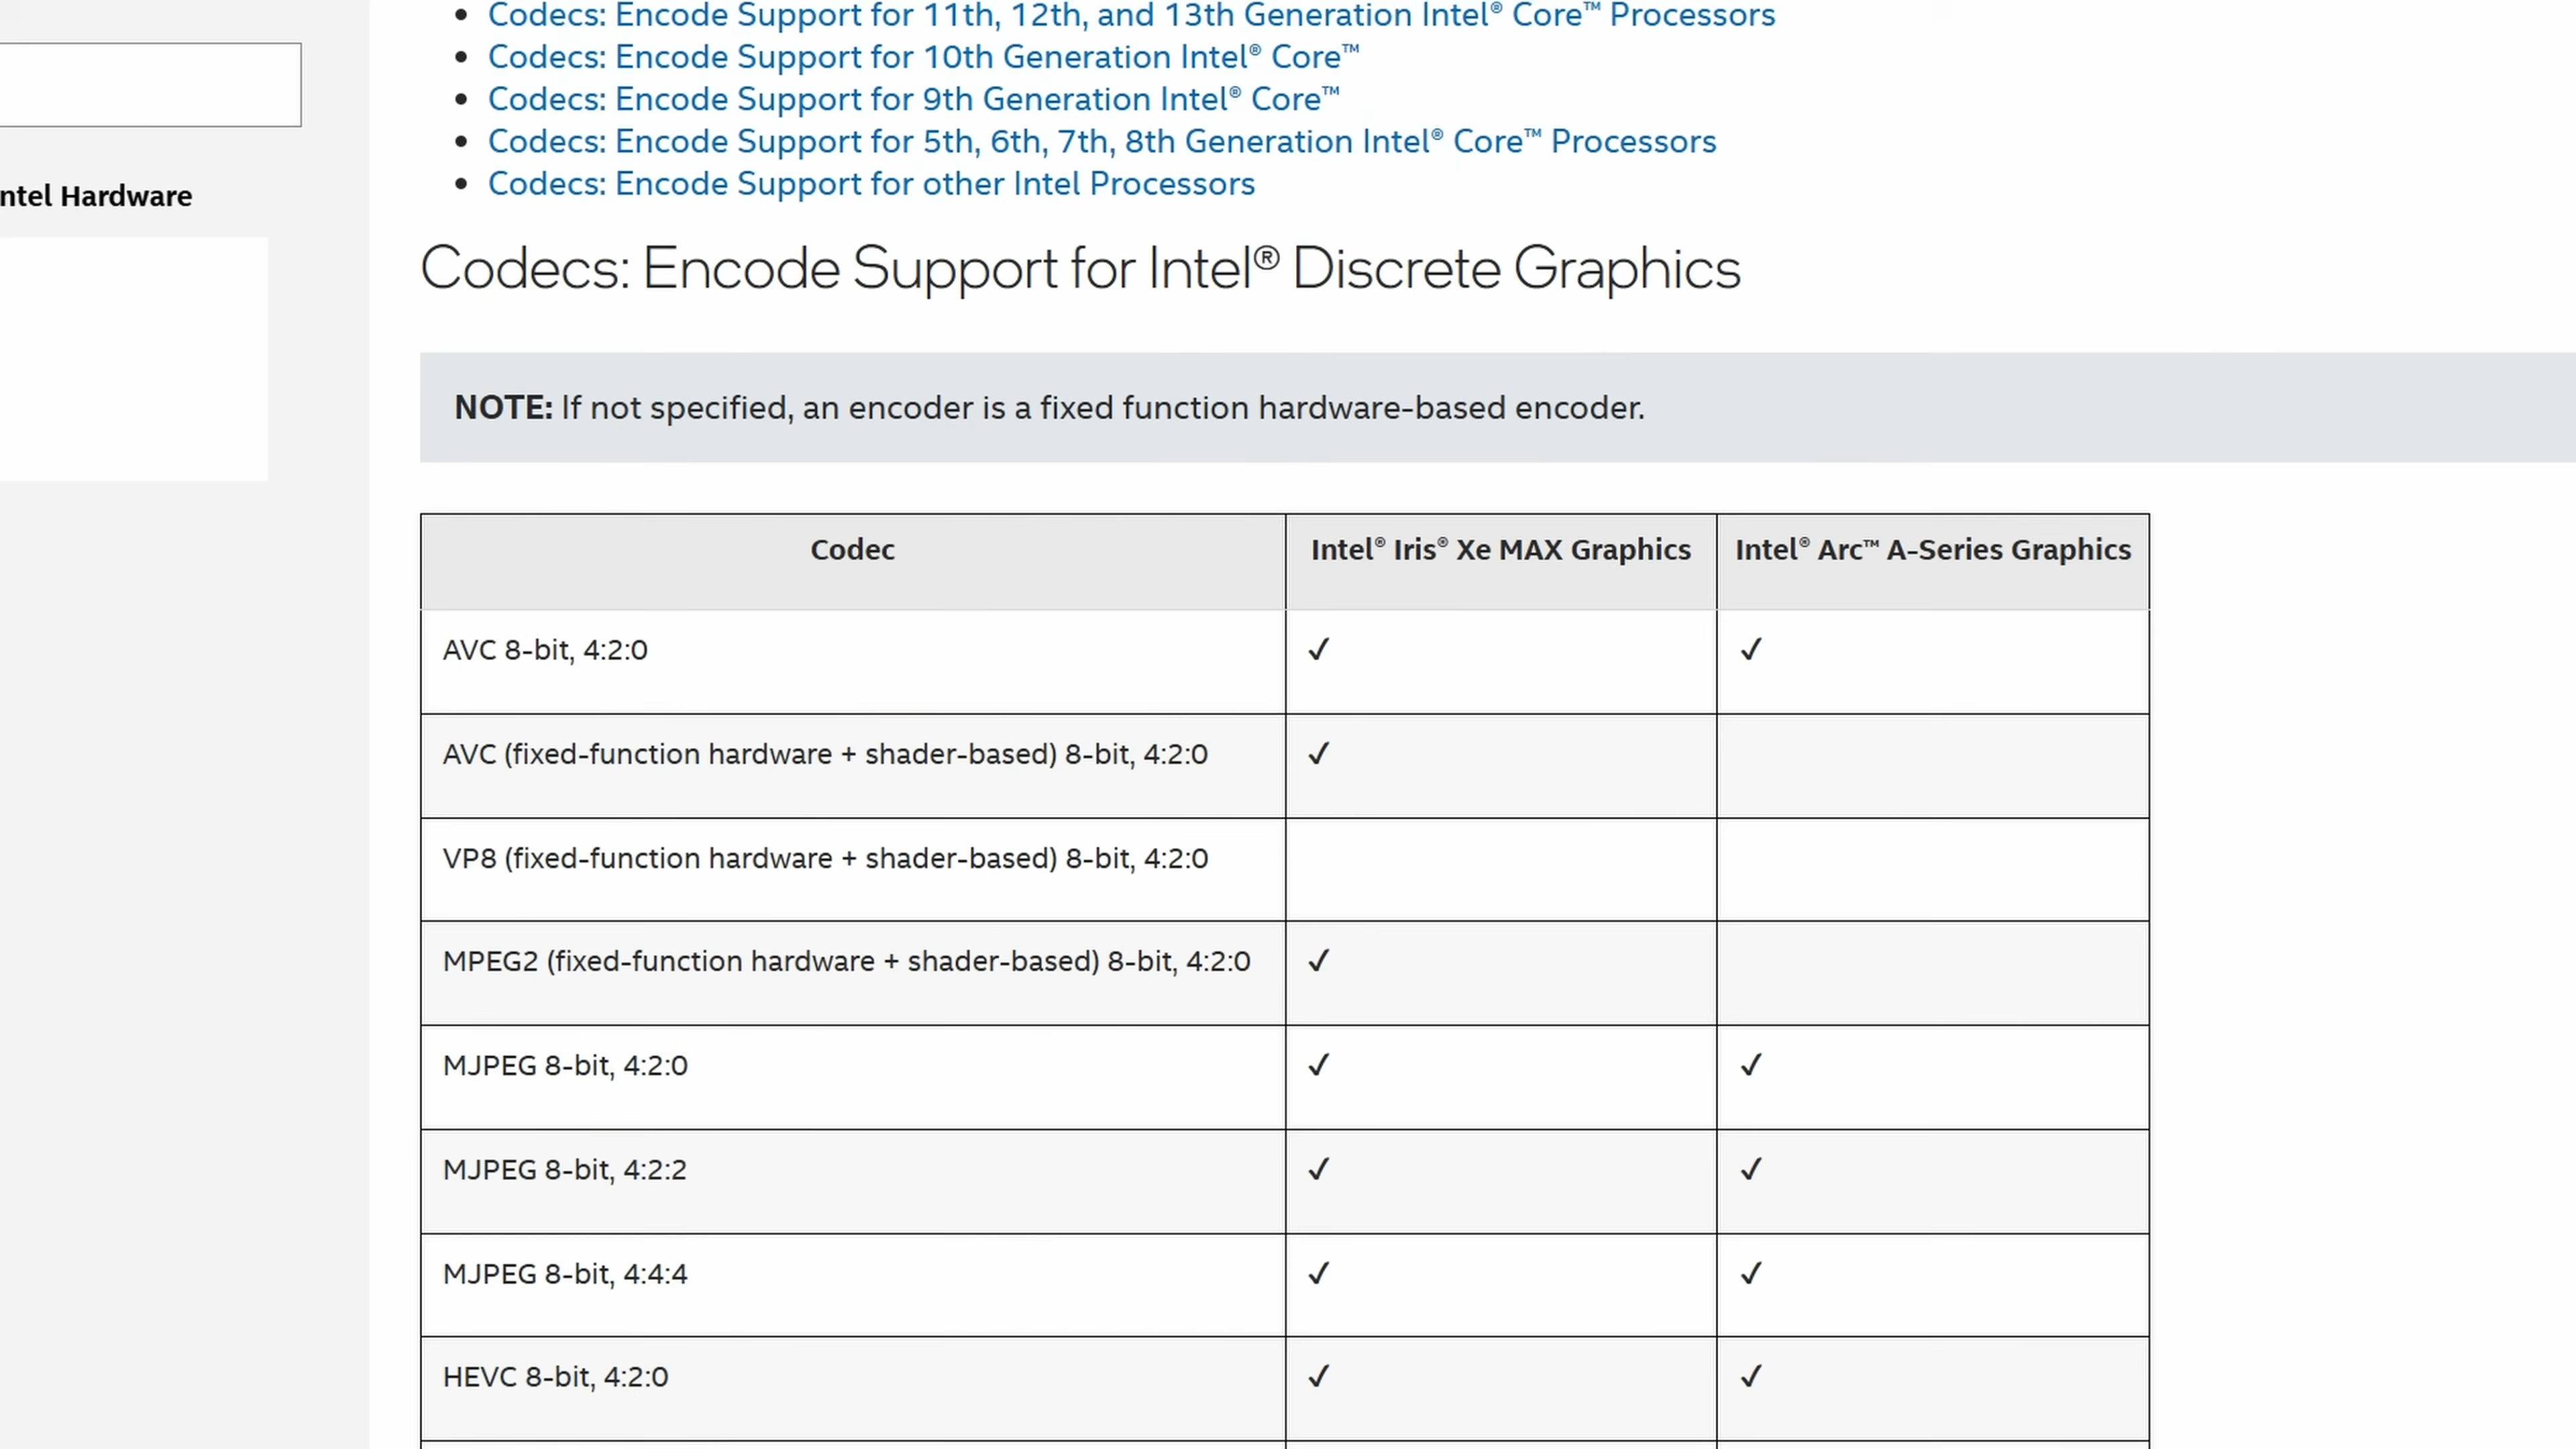 Codecs: Encode Support for 11th, 12th, and 13th Generation Intel® Core™ Processors
Codecs: Encode Support for 10th Generation Intel® Core™
Codecs: Encode Support for 9th Generation Intel® Core™
Codecs: Encode Support for 5th, 6th, 7th, 8th Generation Intel® Core™ Processors
Codecs: Encode Support for other Intel Processors
ntel Hardware
Codecs: Encode Support for Intel® Discrete Graphics
NOTE: If not specified, an encoder is a fixed function hardware-based encoder.
Codec Intel® Iris® Xe MAX Graphics Intel® Arc™ A-Series Graphics
AVC 8-bit, 4:2:0 ✓ ✓
AVC (fixed-function hardware + shader-based) 8-bit, 4:2:0 ✓
VP8 (fixed-function hardware + shader-based) 8-bit, 4:2:0
MPEG2 (fixed-function hardware + shader-based) 8-bit, 4:2:0 ✓
MJPEG 8-bit, 4:2:0 ✓ ✓
MJPEG 8-bit, 4:2:2 ✓ ✓
MJPEG 8-bit, 4:4:4 ✓ ✓
HEVC 8-bit, 4:2:0 ✓ ✓